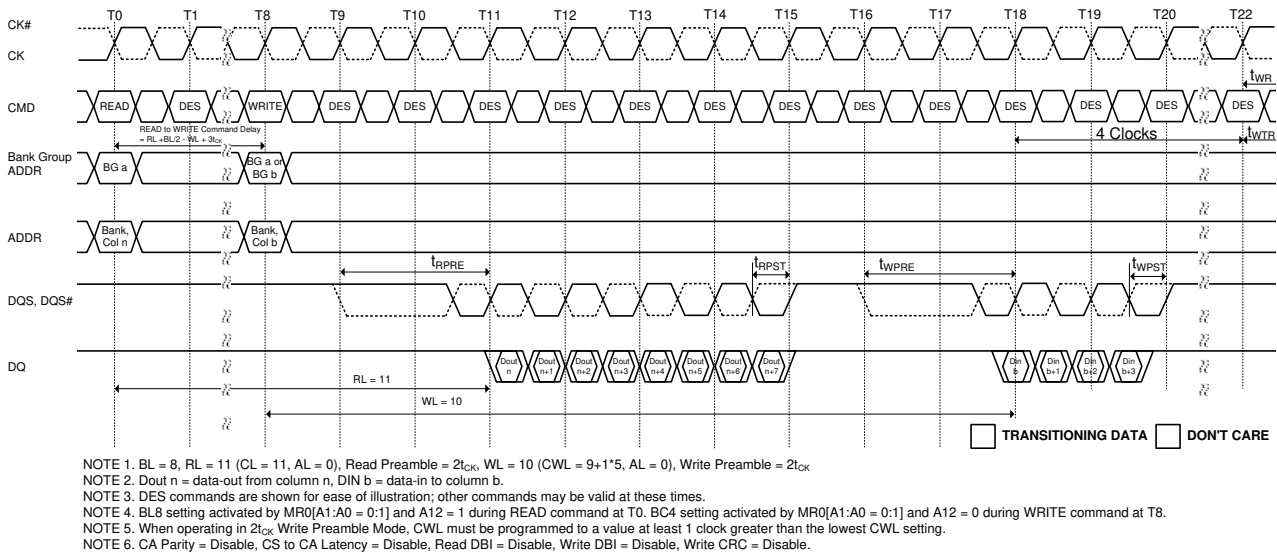 T0 T1 T8 T9 T10 T11 T12 T13 T14 T15 T16 T17 T18 T19 T20 T22
CK#
CK
tWR
CMD READ DES WRITE DES DES DES DES DES DES DES DES DES DES DES DES DES
READ to WRITE Command Delay
= RL +BL/2 - WL + 3tCK
4 Clocks tWTR
Bank Group
ADDR
BG a
BG a or
BG b
ADDR
Bank,
Col n
Bank,
Col b
tRPRE tRPST tWPRE tWPST
DQS, DQS#
DQ
Dout
n
Dout
n+1
Dout
n+2
Dout
n+3
Dout
n+4
Dout
n+5
Dout
n+6
Dout
n+7
Din
b
Din
b+1
Din
b+2
Din
b+3
RL = 11
WL = 10
TRANSITIONING DATA DON'T CARE
NOTE 1. BL = 8, RL = 11 (CL = 11, AL = 0), Read Preamble = 2tCK, WL = 10 (CWL = 9+1*5, AL = 0), Write Preamble = 2tCK
NOTE 2. Dout n = data-out from column n, DIN b = data-in to column b.
NOTE 3. DES commands are shown for ease of illustration; other commands may be valid at these times.
NOTE 4. BL8 setting activated by MR0[A1:A0 = 0:1] and A12 = 1 during READ command at T0. BC4 setting activated by MR0[A1:A0 = 0:1] and A12 = 0 during WRITE command at T8.
NOTE 5. When operating in 2tCK Write Preamble Mode, CWL must be programmed to a value at least 1 clock greater than the lowest CWL setting.
NOTE 6. CA Parity = Disable, CS to CA Latency = Disable, Read DBI = Disable, Write DBI = Disable, Write CRC = Disable.